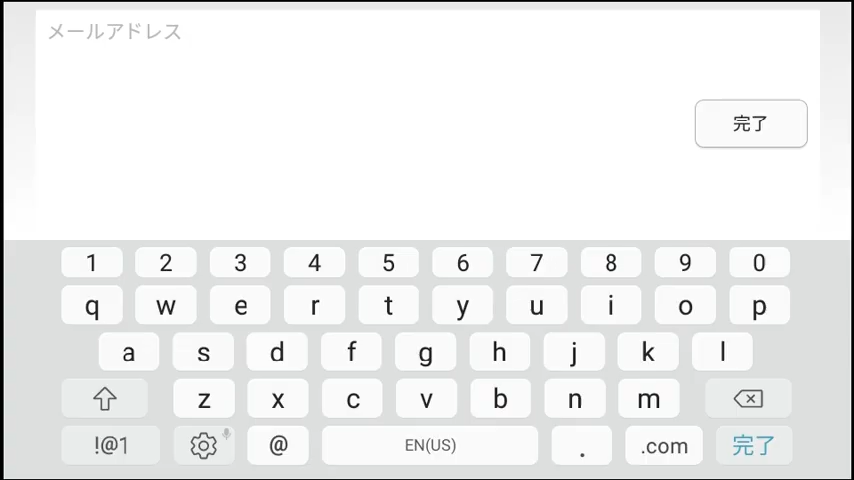 メールアドレス
完了
1 2 3 4 5 6 7 8 9 0
q w e r t y u i o p
a s d f g h j k l
z x c v b n m
!@1 @ EN(US) . .com 完了